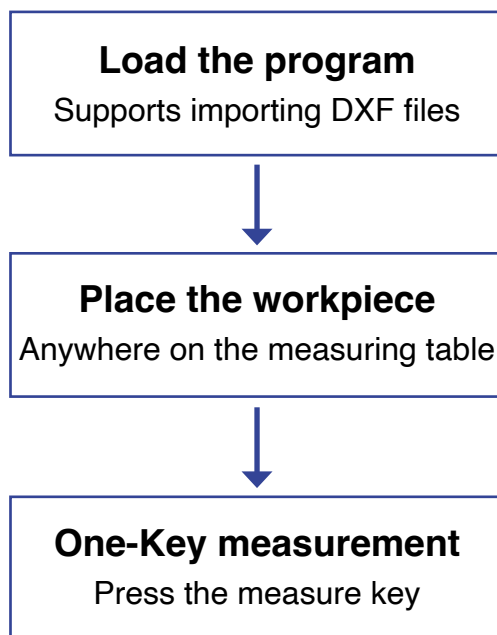 Load the program
Supports importing DXF files
Place the workpiece
Anywhere on the measuring table
One-Key measurement
Press the measure key